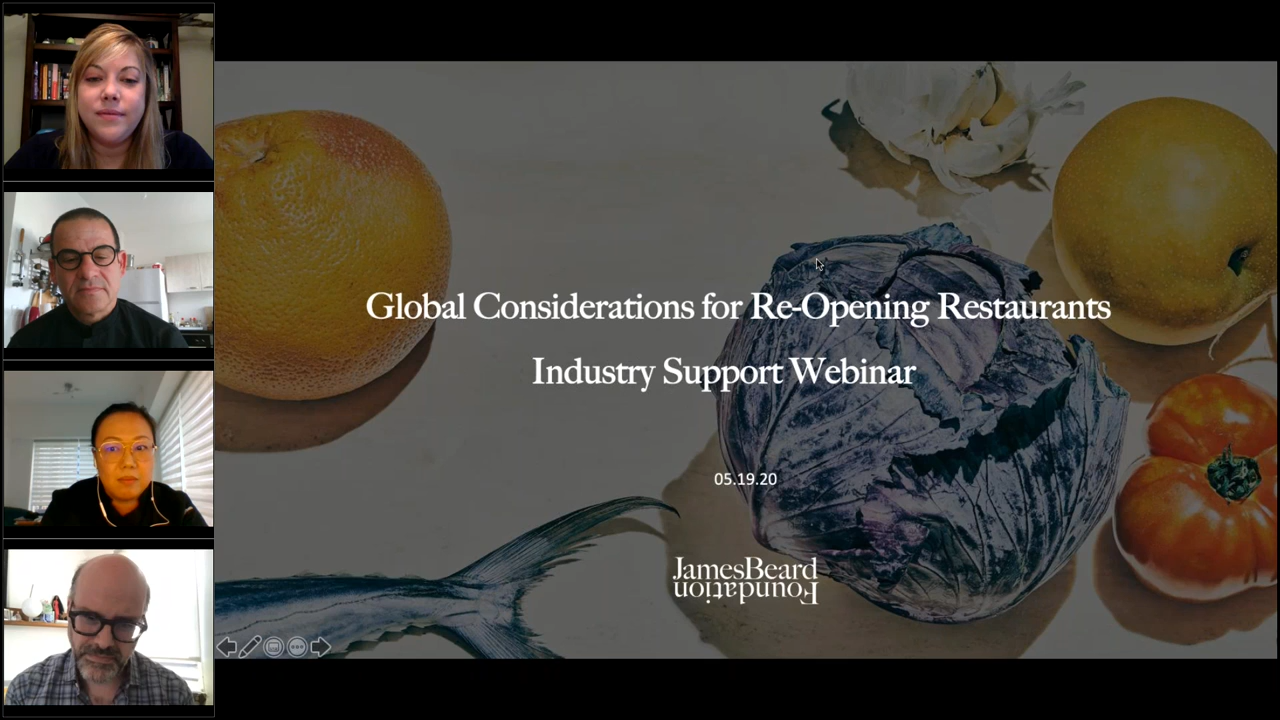 Global Considerations for Re-Opening Restaurants
Industry Support Webinar
05.19.20
JamesBeard
Foundation